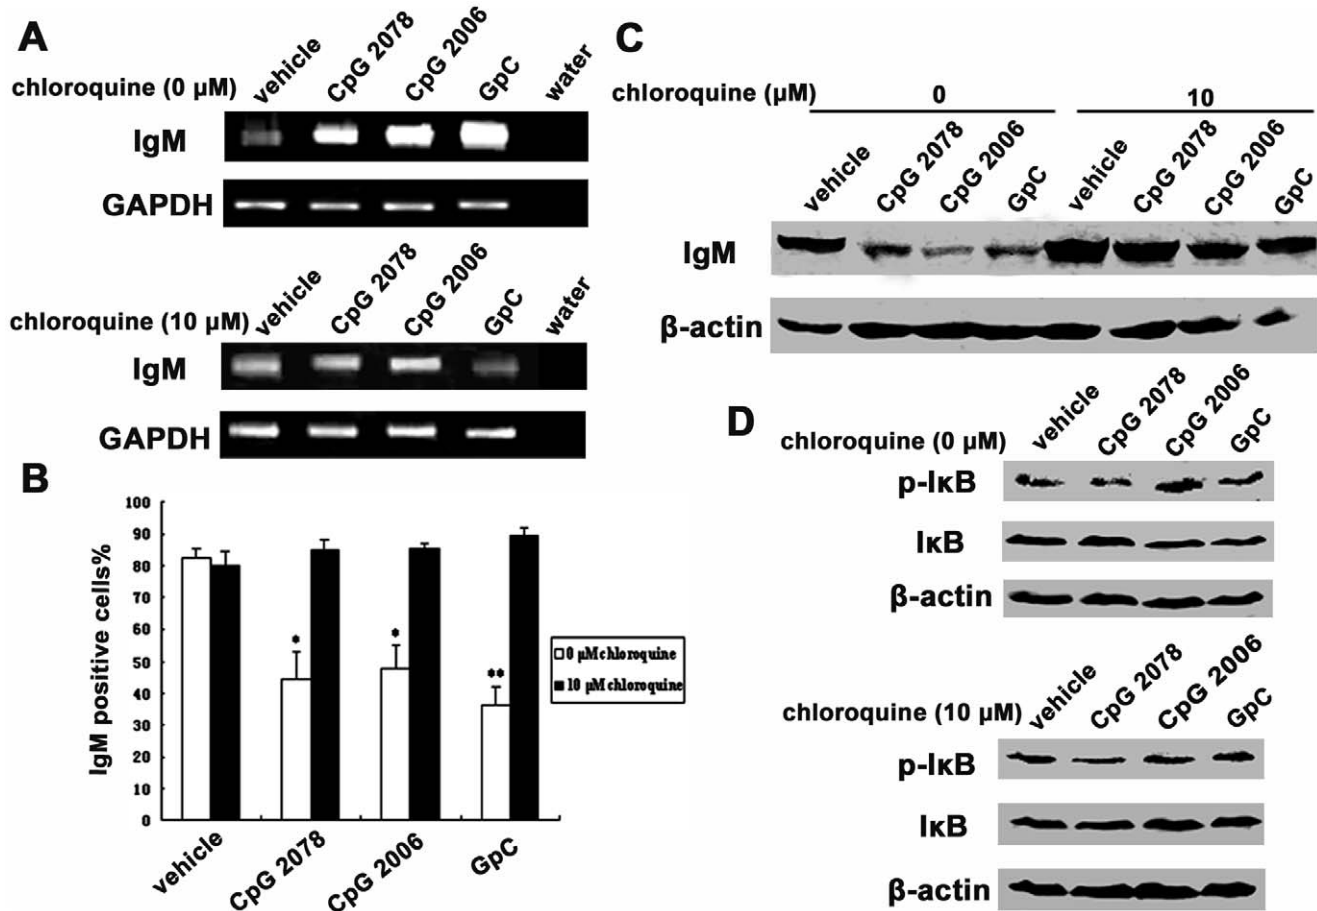 A
vehicle
CpG 2078
CpG 2006
GpC
water
chloroquine (0 µM)
IgM
GAPDH
vehicle
CpG 2078
CpG 2006
GpC
water
chloroquine (10 µM)
IgM
GAPDH
B
100
90
80
70
60
50
40
30
20
10
0
IgM positive cells%
*
*
**
0 µMchloroquine
10 µMchloroquine
vehicle
CpG 2078
CpG 2006
GpC
C
chloroquine (µM)
0
10
vehicle
CpG 2078
CpG 2006
GpC
vehicle
CpG 2078
CpG 2006
GpC
IgM
β-actin
D
chloroquine (0 µM)
vehicle
CpG 2078
CpG 2006
GpC
p-IκB
IκB
β-actin
chloroquine (10 µM)
vehicle
CpG 2078
CpG 2006
GpC
p-IκB
IκB
β-actin